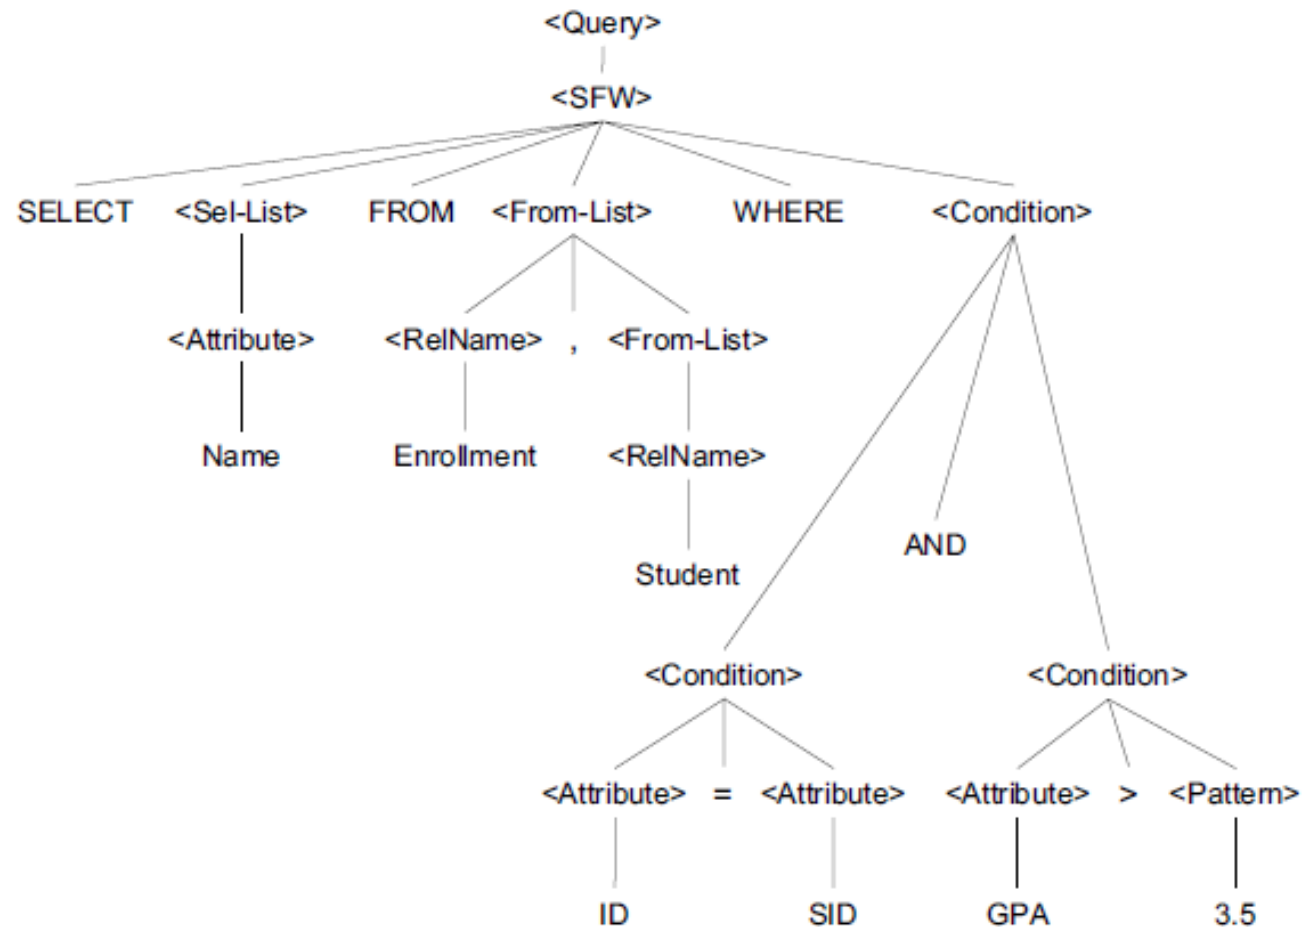 <Query>
<SFW>
SELECT <Sel-List> FROM <From-List> WHERE <Condition>
<Attribute> <RelName> , <From-List>
Name Enrollment <RelName>
AND
Student
<Condition> <Condition>
<Attribute> = <Attribute> <Attribute> > <Pattern>
ID SID GPA 3.5